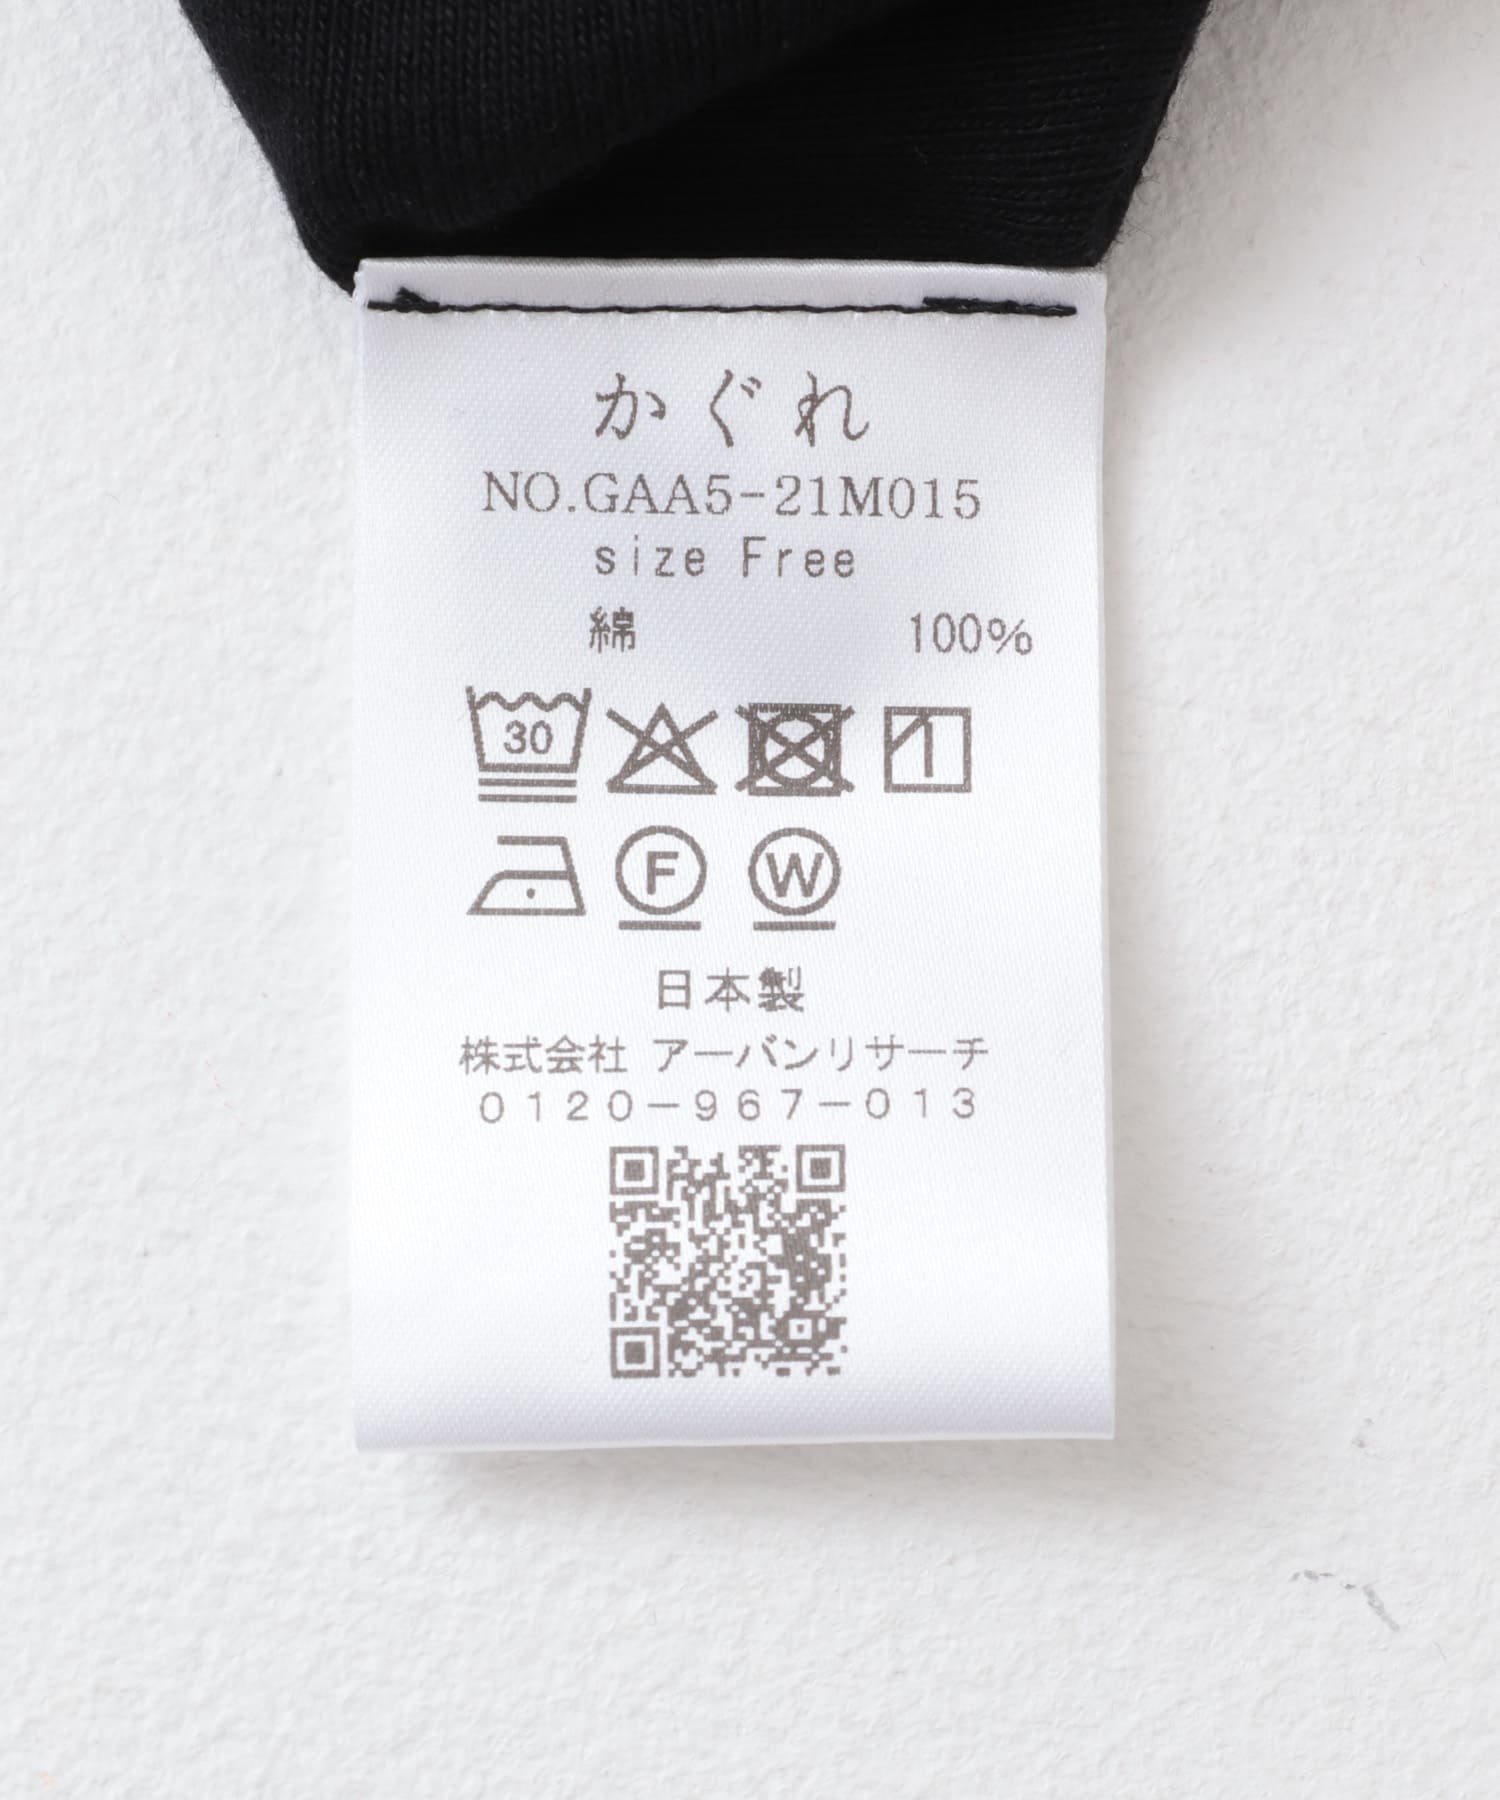 かぐれ
NO.GAA5-21M015
size Free
綿 100%
30
F W
日本製
株式会社 アーバンリサーチ
0120-967-013